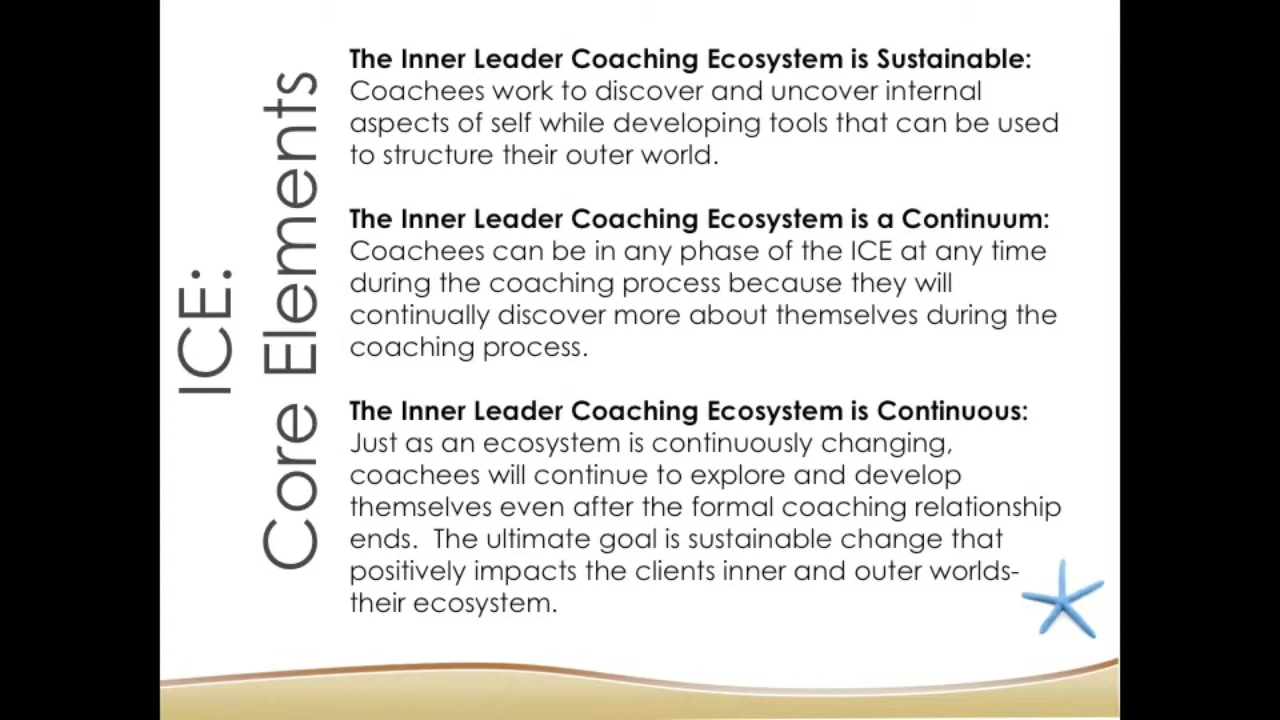 ICE:
Core Elements
The Inner Leader Coaching Ecosystem is Sustainable:
Coachees work to discover and uncover internal
aspects of self while developing tools that can be used
to structure their outer world.
The Inner Leader Coaching Ecosystem is a Continuum:
Coachees can be in any phase of the ICE at any time
during the coaching process because they will
continually discover more about themselves during the
coaching process.
The Inner Leader Coaching Ecosystem is Continuous:
Just as an ecosystem is continuously changing,
coachees will continue to explore and develop
themselves even after the formal coaching relationship
ends.  The ultimate goal is sustainable change that
positively impacts the clients inner and outer worlds-
their ecosystem.